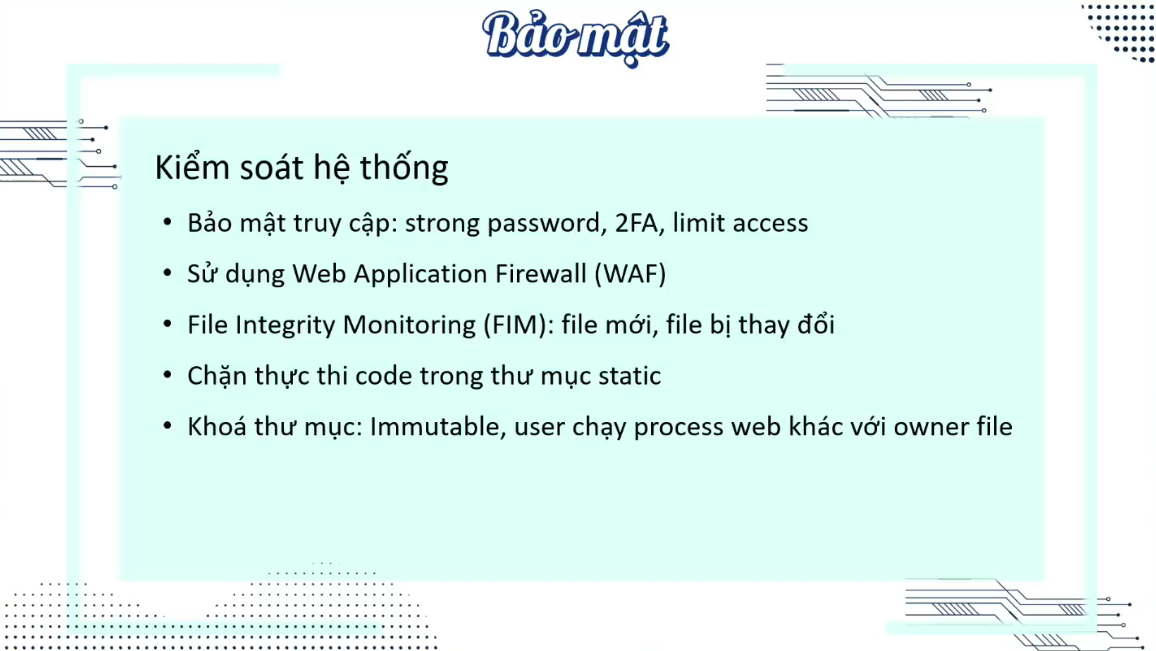 Bảo mật
Kiểm soát hệ thống
• Bảo mật truy cập: strong password, 2FA, limit access
• Sử dụng Web Application Firewall (WAF)
• File Integrity Monitoring (FIM): file mới, file bị thay đổi
• Chặn thực thi code trong thư mục static
• Khoá thư mục: Immutable, user chạy process web khác với owner file